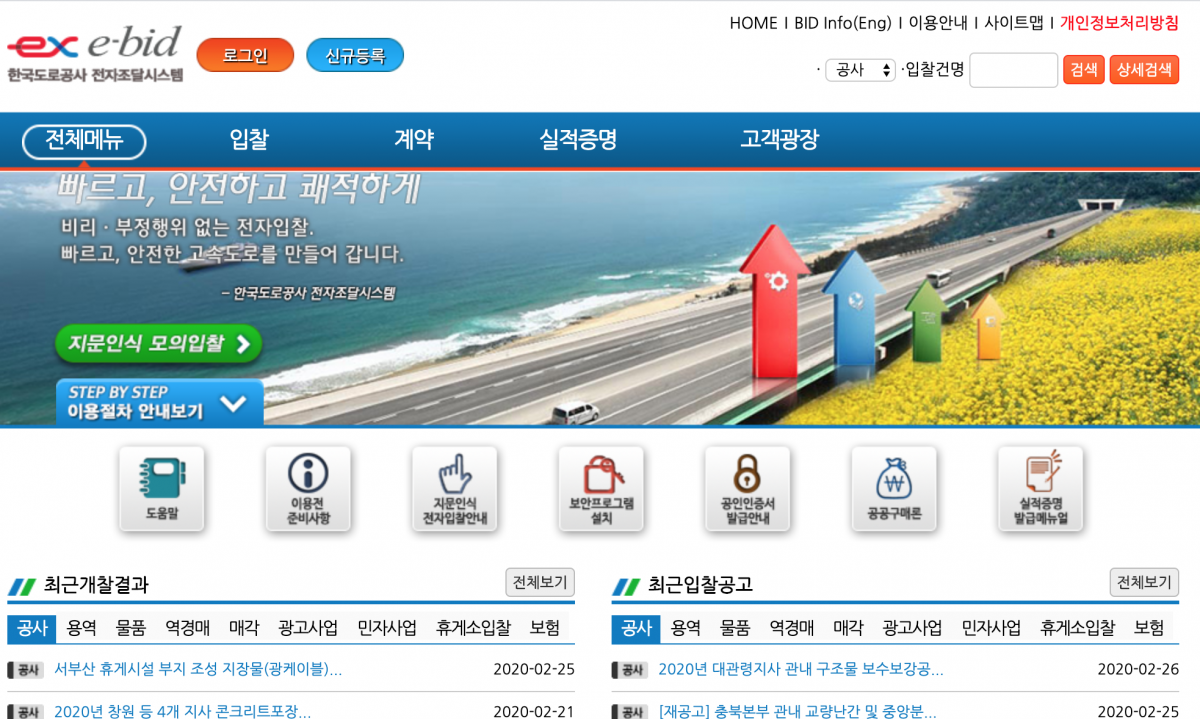 ex e-bid
한국도로공사 전자조달시스템
로그인
신규등록
HOME I BID Info(Eng) I 이용안내 I 사이트맵 I 개인정보처리방침
· 공사 ·입찰건명 검색 상세검색
전체메뉴 입찰 계약 실적증명 고객광장
빠르고, 안전하고 쾌적하게
비리 · 부정행위 없는 전자입찰.
빠르고, 안전한 고속도로를 만들어 갑니다.
– 한국도로공사 전자조달시스템
지문인식 모의입찰
STEP BY STEP
이용절차 안내보기
도움말
이용전
준비사항
지문인식
전자입찰안내
보안프로그램
설치
공인인증서
발급안내
공공구매론
실적증명
발급메뉴얼
최근개찰결과 전체보기
공사 용역 물품 역경매 매각 광고사업 민자사업 휴게소입찰 보험
공사 서부산 휴게시설 부지 조성 지장물(광케이블)... 2020-02-25
공사 2020년 창원 등 4개 지사 콘크리트포장... 2020-02-21
최근입찰공고 전체보기
공사 용역 물품 역경매 매각 광고사업 민자사업 휴게소입찰 보험
공사 2020년 대관령지사 관내 구조물 보수보강공... 2020-02-26
공사 [재공고] 충북본부 관내 교량난간 및 중앙분... 2020-02-25